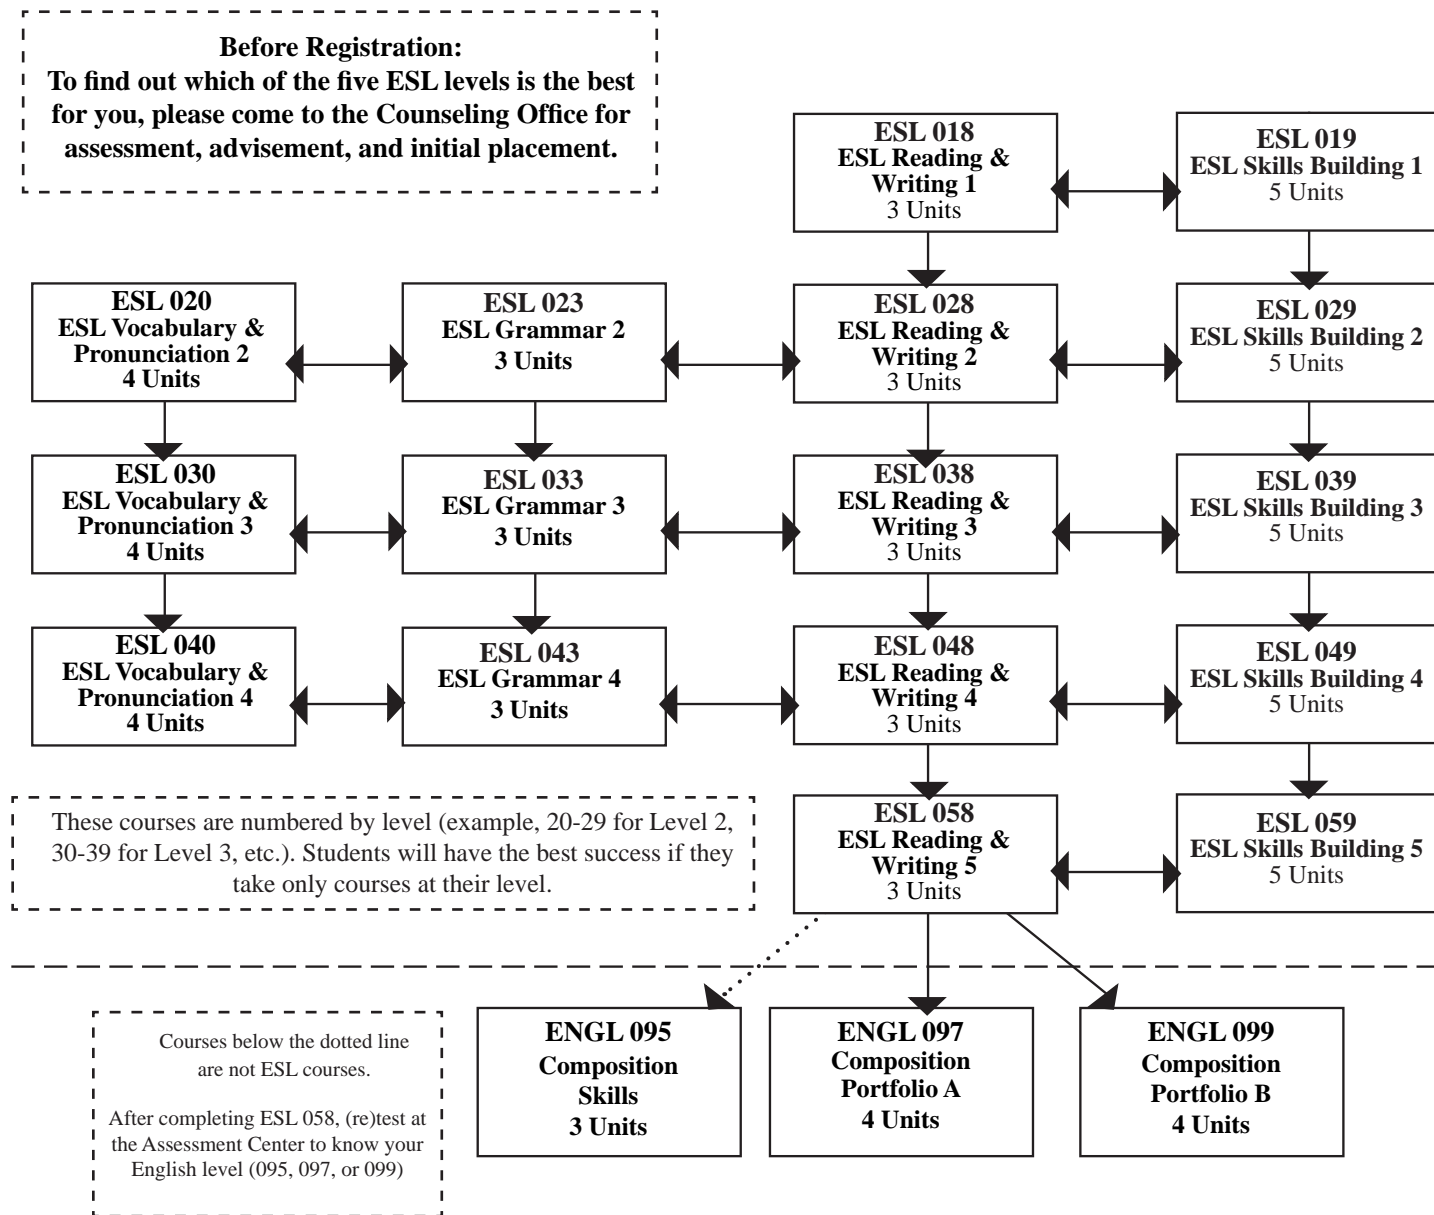 Before Registration:
To find out which of the five ESL levels is the best
for you, please come to the Counseling Office for
assessment, advisement, and initial placement.
ESL 018
ESL Reading &
Writing 1
3 Units
ESL 019
ESL Skills Building 1
5 Units
ESL 020
ESL Vocabulary &
Pronunciation 2
4 Units
ESL 023
ESL Grammar 2
3 Units
ESL 028
ESL Reading &
Writing 2
3 Units
ESL 029
ESL Skills Building 2
5 Units
ESL 030
ESL Vocabulary &
Pronunciation 3
4 Units
ESL 033
ESL Grammar 3
3 Units
ESL 038
ESL Reading &
Writing 3
3 Units
ESL 039
ESL Skills Building 3
5 Units
ESL 040
ESL Vocabulary &
Pronunciation 4
4 Units
ESL 043
ESL Grammar 4
3 Units
ESL 048
ESL Reading &
Writing 4
3 Units
ESL 049
ESL Skills Building 4
5 Units
These courses are numbered by level (example, 20-29 for Level 2,
30-39 for Level 3, etc.). Students will have the best success if they
take only courses at their level.
ESL 058
ESL Reading &
Writing 5
3 Units
ESL 059
ESL Skills Building 5
5 Units
Courses below the dotted line
are not ESL courses.
After completing ESL 058, (re)test at
the Assessment Center to know your
English level (095, 097, or 099)
ENGL 095
Composition
Skills
3 Units
ENGL 097
Composition
Portfolio A
4 Units
ENGL 099
Composition
Portfolio B
4 Units